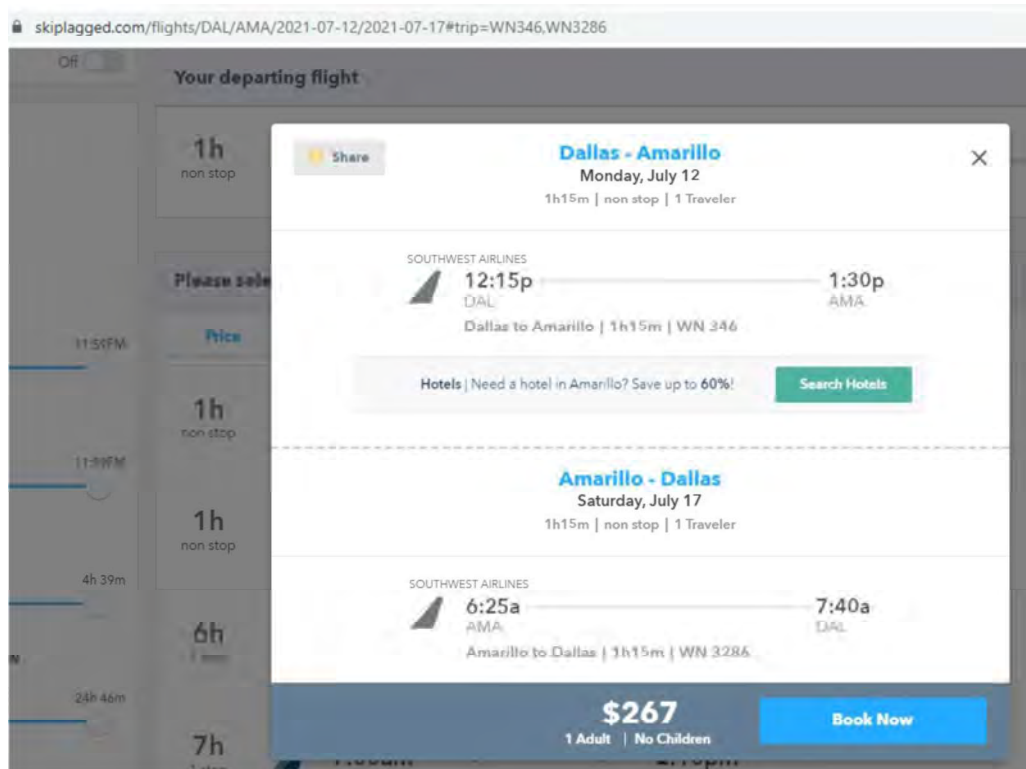 skiplagged.com/flights/DAL/AMA/2021-07-12/2021-07-17#trip=WN346,WN3286
Off
Your departing flight
1h
non stop
Share
Dallas - Amarillo
Monday, July 12
1h15m | non stop | 1 Traveler
SOUTHWEST AIRLINES
12:15p
1:30p
DAL
AMA
Dallas to Amarillo | 1h15m | WN 346
Please sele
Price
11:59PM
Hotels | Need a hotel in Amarillo? Save up to 60%!
Search Hotels
1h
non stop
11:59PM
Amarillo - Dallas
Saturday, July 17
1h15m | non stop | 1 Traveler
1h
non stop
4h 39m
SOUTHWEST AIRLINES
6:25a
7:40a
AMA
DAL
Amarillo to Dallas | 1h15m | WN 3286
6h
24h 46m
$267
1 Adult | No Children
Book Now
7h